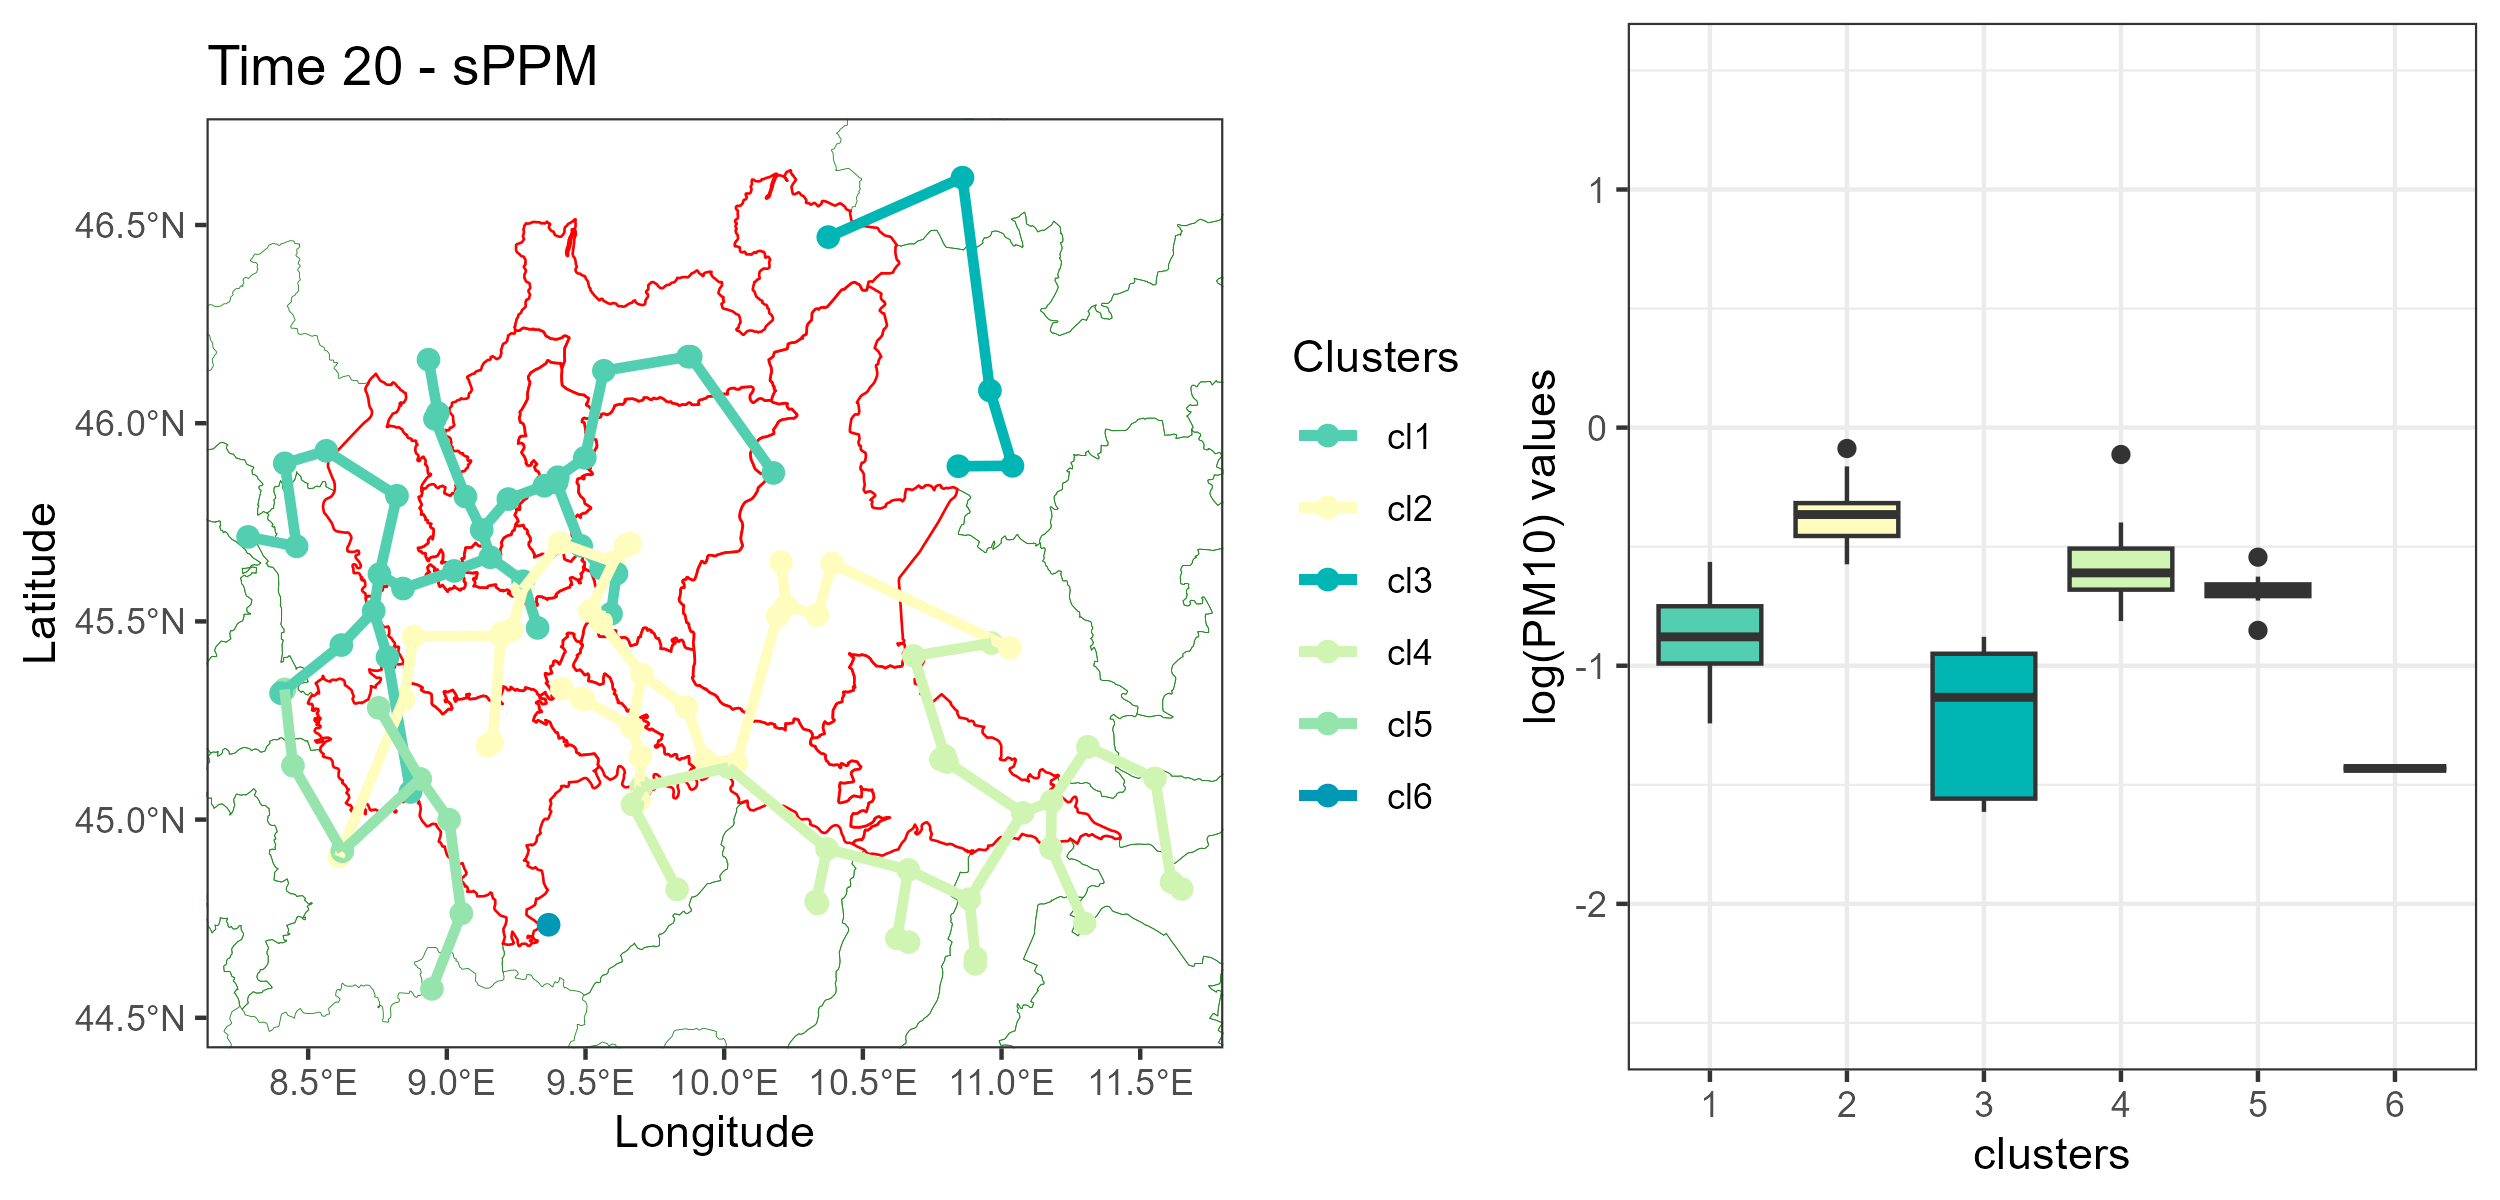 Time 20 - sPPM
Latitude
46.5°N
46.0°N
45.5°N
45.0°N
44.5°N
8.5°E 9.0°E 9.5°E 10.0°E 10.5°E 11.0°E 11.5°E
Longitude
Clusters
cl1
cl2
cl3
cl4
cl5
cl6
log(PM10) values
1
0
-1
-2
1 2 3 4 5 6
clusters